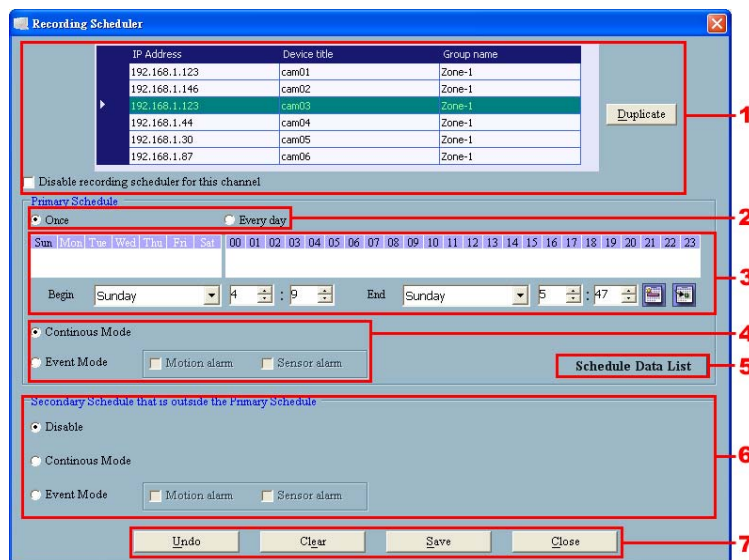 Recording Scheduler
IP Address Device title Group name
192.168.1.123 cam01 Zone-1
192.168.1.146 cam02 Zone-1
192.168.1.123 cam03 Zone-1
192.168.1.44 cam04 Zone-1
192.168.1.30 cam05 Zone-1
192.168.1.87 cam06 Zone-1
Duplicate
1
Disable recording scheduler for this channel
Primary Schedule
Once Every day
2
Sun Mon Tue Wed Thu Fri Sat 00 01 02 03 04 05 06 07 08 09 10 11 12 13 14 15 16 17 18 19 20 21 22 23
3
Begin Sunday 4 : 9 End Sunday 5 : 47
Continous Mode
4
Event Mode Motion alarm Sensor alarm
Schedule Data List
5
Secondary Schedule that is outside the Primary Schedule
Disable
Continous Mode
6
Event Mode Motion alarm Sensor alarm
Undo Clear Save Close
7